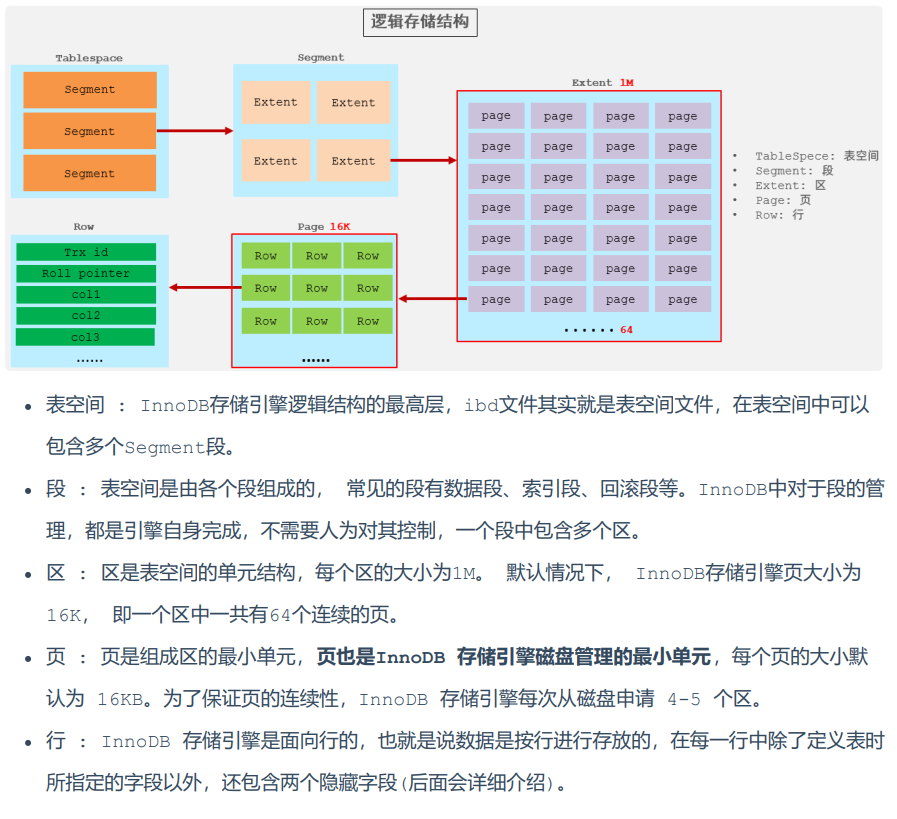 逻辑存储结构
Tablespace
Segment
Segment
Segment
Segment
Extent Extent
Extent Extent
Extent 1M
page page page page
page page page page
page page page page
page page page page
page page page page
page page page page
page page page page
...... 64
• TableSpece: 表空间
• Segment: 段
• Extent: 区
• Page: 页
• Row: 行
Row
Trx id
Roll pointer
col1
col2
col3
......
Page 16K
Row Row Row
Row Row Row
Row Row Row
......
• 表空间 : InnoDB存储引擎逻辑结构的最高层，ibd文件其实就是表空间文件，在表空间中可以
包含多个Segment段。
• 段 : 表空间是由各个段组成的， 常见的段有数据段、索引段、回滚段等。InnoDB中对于段的管
理，都是引擎自身完成，不需要人为对其控制，一个段中包含多个区。
• 区 : 区是表空间的单元结构，每个区的大小为1M。 默认情况下， InnoDB存储引擎页大小为
16K， 即一个区中一共有64个连续的页。
• 页 : 页是组成区的最小单元，页也是InnoDB 存储引擎磁盘管理的最小单元，每个页的大小默
认为 16KB。为了保证页的连续性，InnoDB 存储引擎每次从磁盘申请 4-5 个区。
• 行 : InnoDB 存储引擎是面向行的，也就是说数据是按行进行存放的，在每一行中除了定义表时
所指定的字段以外，还包含两个隐藏字段(后面会详细介绍)。